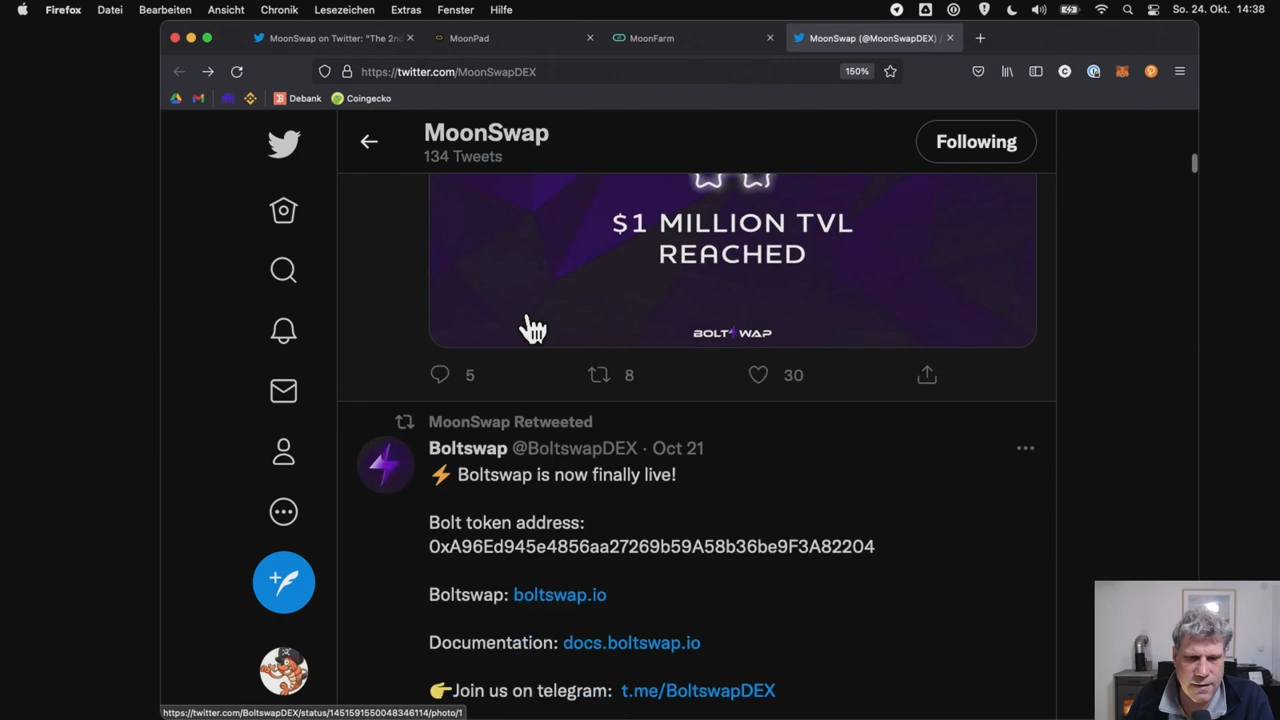 Firefox Datei Bearbeiten Ansicht Chronik Lesezeichen Extras Fenster Hilfe So. 24. Okt. 14:38
MoonSwap on Twitter: "The 2nd MoonPad MoonFarm MoonSwap (@MoonSwapDEX) /
https://twitter.com/MoonSwapDEX 150%
Debank Coingecko
MoonSwap
134 Tweets
Following
$1 MILLION TVL
REACHED
BOLTSWAP
5 8 30
MoonSwap Retweeted
Boltswap @BoltswapDEX · Oct 21
⚡ Boltswap is now finally live!
Bolt token address:
0xA96Ed945e4856aa27269b59A58b36be9F3A82204
Boltswap: boltswap.io
Documentation: docs.boltswap.io
👉Join us on telegram: t.me/BoltswapDEX
https://twitter.com/BoltswapDEX/status/1451591550048346114/photo/1